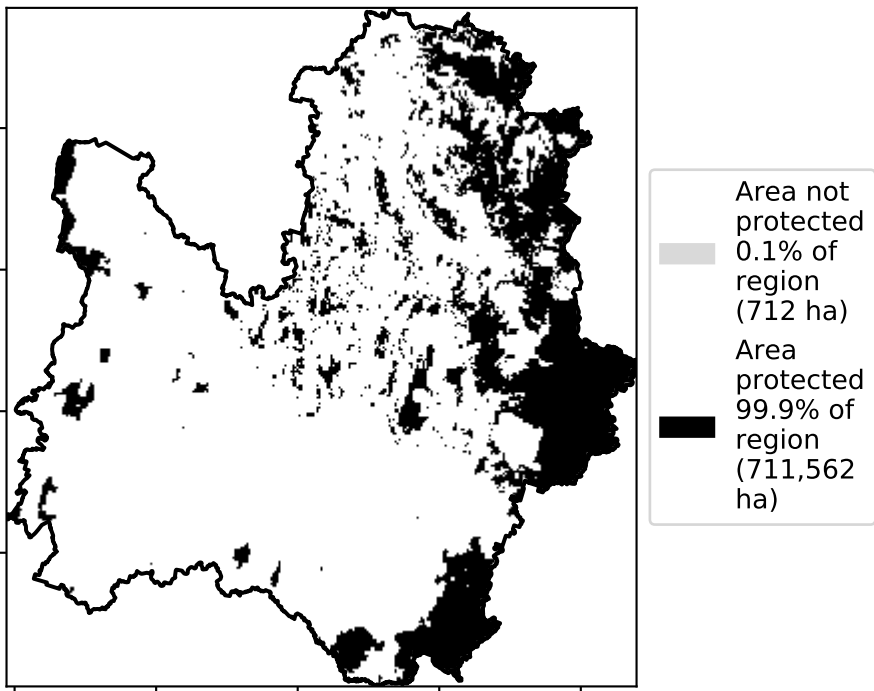 Area not
protected
0.1% of
region
(712 ha)
Area
protected
99.9% of
region
(711,562
ha)